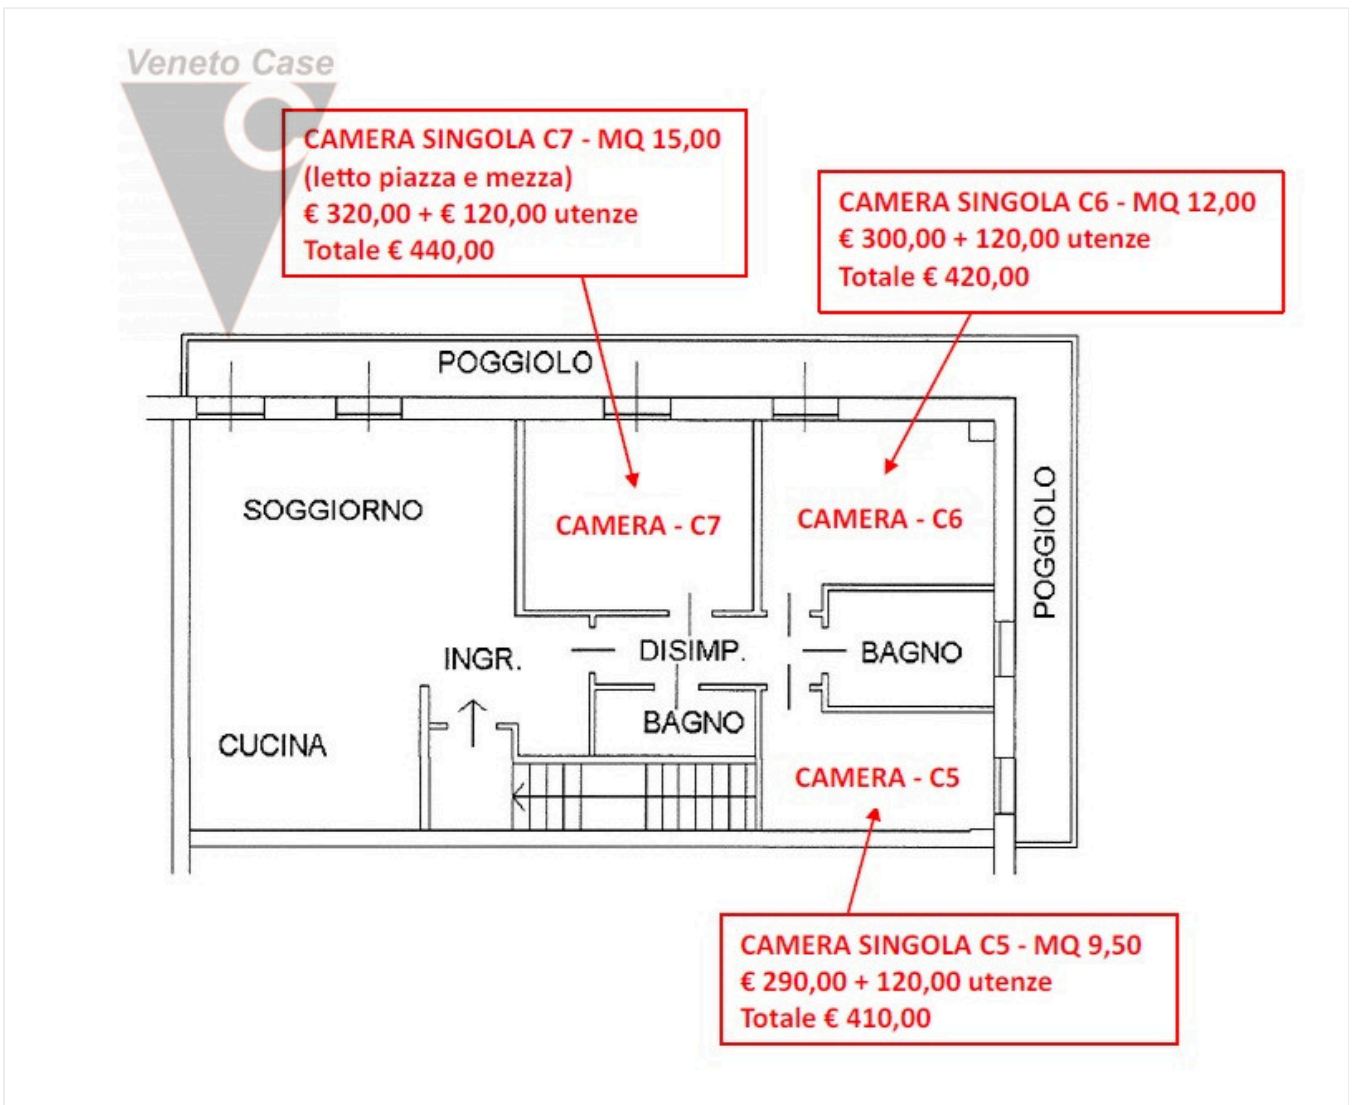 Veneto Case
C
CAMERA SINGOLA C7 - MQ 15,00
(letto piazza e mezza)
€ 320,00 + € 120,00 utenze
Totale € 440,00
CAMERA SINGOLA C6 - MQ 12,00
€ 300,00 + 120,00 utenze
Totale € 420,00
POGGIOLO
SOGGIORNO
CAMERA - C7
CAMERA - C6
POGGIOLO
INGR.
DISIMP.
BAGNO
BAGNO
CUCINA
CAMERA - C5
CAMERA SINGOLA C5 - MQ 9,50
€ 290,00 + 120,00 utenze
Totale € 410,00